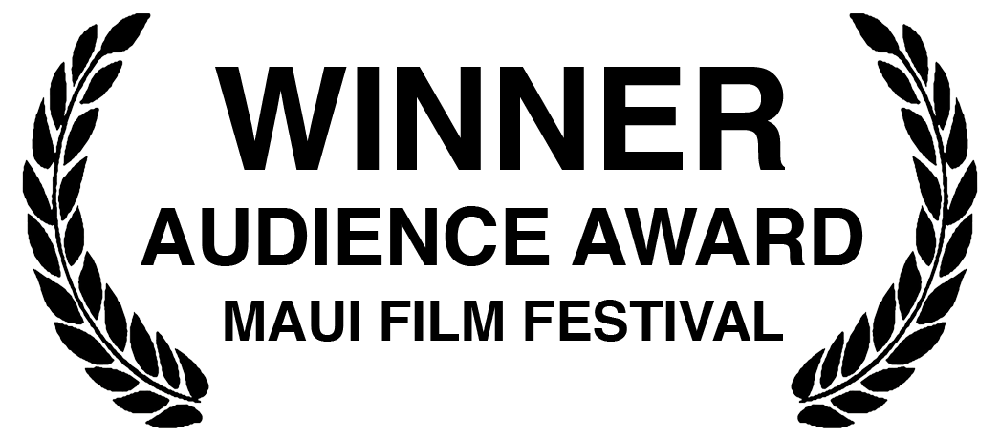 WINNER
AUDIENCE AWARD
MAUI FILM FESTIVAL